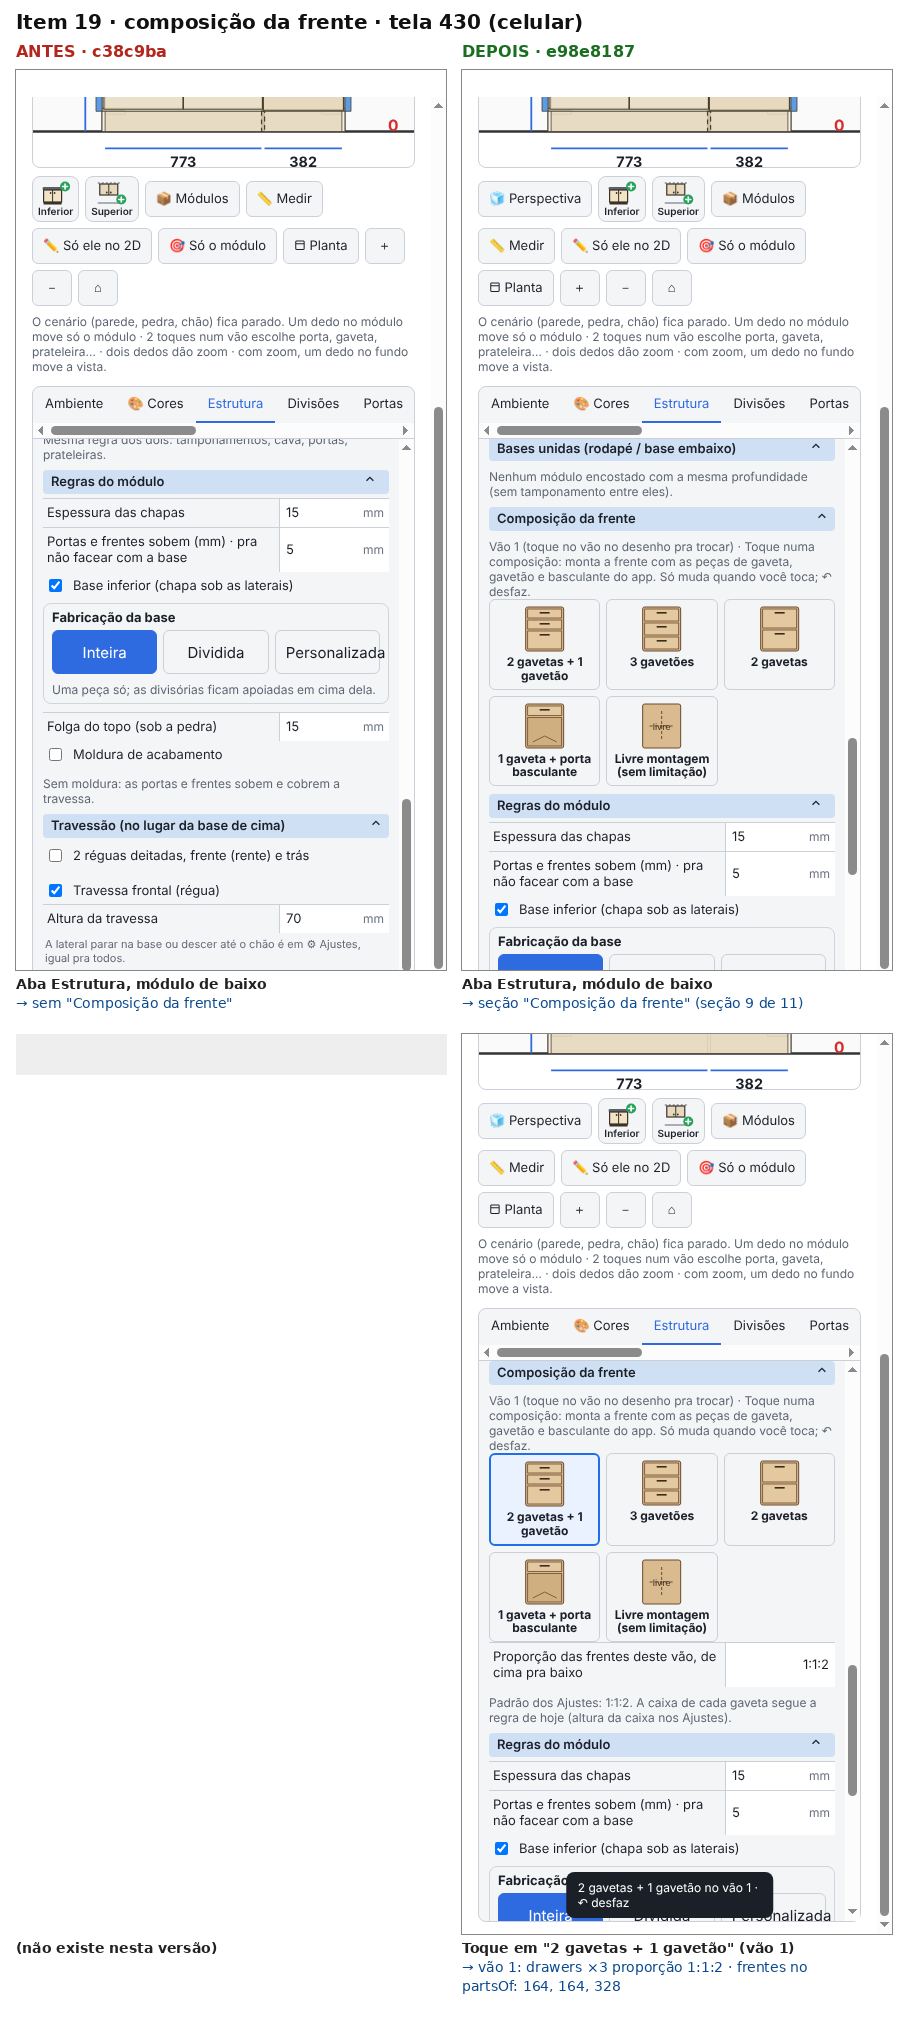 Item 19 · composição da frente · tela 430 (celular)
ANTES · c38c9ba
773
382
0
Inferior
Superior
Módulos
Medir
Só ele no 2D
Só o módulo
Planta
+
−
⌂
O cenário (parede, pedra, chão) fica parado. Um dedo no módulo
move só o módulo · 2 toques num vão escolhe porta, gaveta,
prateleira... · dois dedos dão zoom · com zoom, um dedo no fundo
move a vista.
Ambiente
Cores
Estrutura
Divisões
Portas
Mesma regra dos dois: tamponamentos, cava, portas,
prateleiras.
Regras do módulo
Espessura das chapas
15
mm
Portas e frentes sobem (mm) · pra
não facear com a base
5
mm
Base inferior (chapa sob as laterais)
Fabricação da base
Inteira
Dividida
Personalizada
Uma peça só; as divisórias ficam apoiadas em cima dela.
Folga do topo (sob a pedra)
15
mm
Moldura de acabamento
Sem moldura: as portas e frentes sobem e cobrem a
travessa.
Travessão (no lugar da base de cima)
2 réguas deitadas, frente (rente) e trás
Travessa frontal (régua)
Altura da travessa
70
mm
A lateral parar na base ou descer até o chão é em ⚙ Ajustes,
igual pra todos.
Aba Estrutura, módulo de baixo
→ sem "Composição da frente"
DEPOIS · e98e8187
773
382
0
Perspectiva
Inferior
Superior
Módulos
Medir
Só ele no 2D
Só o módulo
Planta
+
−
⌂
O cenário (parede, pedra, chão) fica parado. Um dedo no módulo
move só o módulo · 2 toques num vão escolhe porta, gaveta,
prateleira... · dois dedos dão zoom · com zoom, um dedo no fundo
move a vista.
Ambiente
Cores
Estrutura
Divisões
Portas
Bases unidas (rodapé / base embaixo)
Nenhum módulo encostado com a mesma profundidade
(sem tamponamento entre eles).
Composição da frente
Vão 1 (toque no vão no desenho pra trocar) · Toque numa
composição: monta a frente com as peças de gaveta,
gavetão e basculante do app. Só muda quando você toca; ↶
desfaz.
2 gavetas + 1
gavetão
3 gavetões
2 gavetas
1 gaveta + porta
basculante
livre
Livre montagem
(sem limitação)
Regras do módulo
Espessura das chapas
15
mm
Portas e frentes sobem (mm) · pra
não facear com a base
5
mm
Base inferior (chapa sob as laterais)
Fabricação da base
Aba Estrutura, módulo de baixo
→ seção "Composição da frente" (seção 9 de 11)
(não existe nesta versão)
773
382
0
Perspectiva
Inferior
Superior
Módulos
Medir
Só ele no 2D
Só o módulo
Planta
+
−
⌂
O cenário (parede, pedra, chão) fica parado. Um dedo no módulo
move só o módulo · 2 toques num vão escolhe porta, gaveta,
prateleira... · dois dedos dão zoom · com zoom, um dedo no fundo
move a vista.
Ambiente
Cores
Estrutura
Divisões
Portas
Composição da frente
Vão 1 (toque no vão no desenho pra trocar) · Toque numa
composição: monta a frente com as peças de gaveta,
gavetão e basculante do app. Só muda quando você toca; ↶
desfaz.
2 gavetas + 1
gavetão
3 gavetões
2 gavetas
1 gaveta + porta
basculante
livre
Livre montagem
(sem limitação)
Proporção das frentes deste vão, de
cima pra baixo
1:1:2
Padrão dos Ajustes: 1:1:2. A caixa de cada gaveta segue a
regra de hoje (altura da caixa nos Ajustes).
Regras do módulo
Espessura das chapas
15
mm
Portas e frentes sobem (mm) · pra
não facear com a base
5
mm
Base inferior (chapa sob as laterais)
2 gavetas + 1 gavetão no vão 1 ·
↶ desfaz
Toque em "2 gavetas + 1 gavetão" (vão 1)
→ vão 1: drawers ×3 proporção 1:1:2 · frentes no
partsOf: 164, 164, 328